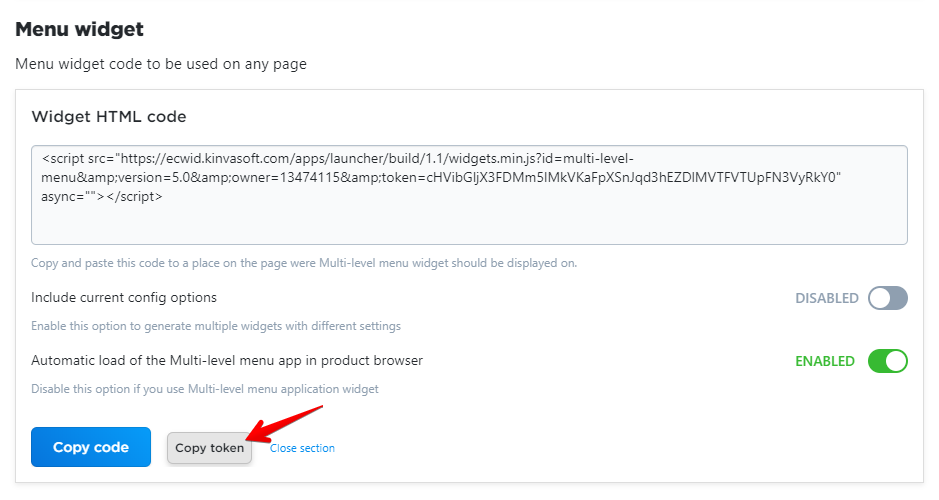 Menu widget
Menu widget code to be used on any page
Widget HTML code
<script src="https://ecwid.kinvasoft.com/apps/launcher/build/1.1/widgets.min.js?id=multi-level-
menu&amp;version=5.0&amp;owner=13474115&amp;token=cHVibGljX3FDMm5IMkVKaFpXSnJqd3hEZDlMVTFVTUpFN3VyRkY0"
async=""></script>
Copy and paste this code to a place on the page were Multi-level menu widget should be displayed on.
Include current config options
DISABLED
Enable this option to generate multiple widgets with different settings
Automatic load of the Multi-level menu app in product browser
ENABLED
Disable this option if you use Multi-level menu application widget
Copy code
Copy token
Close section